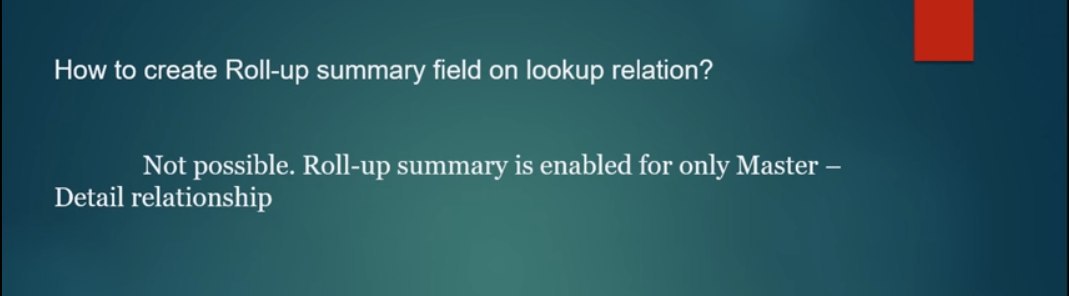 How to create Roll-up summary field on lookup relation?
Not possible. Roll-up summary is enabled for only Master –
Detail relationship